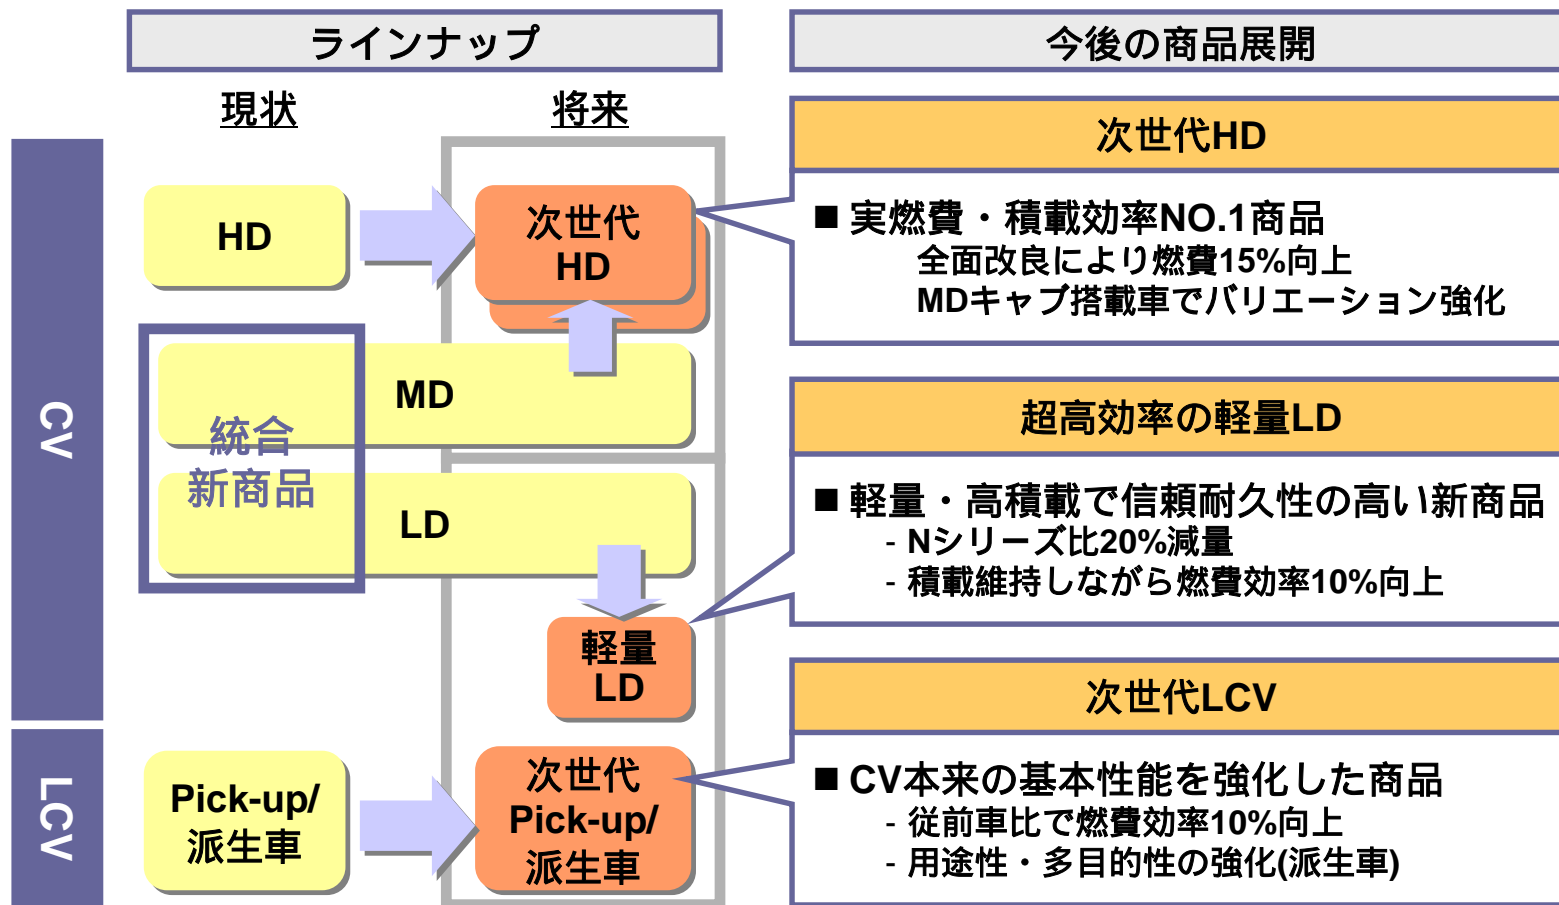 ラインナップ
今後の商品展開
現状
将来
CV
HD
次世代
HD
MD
統合
新商品
LD
軽量
LD
LCV
Pick-up/
派生車
次世代
Pick-up/
派生車
次世代HD
■ 実燃費・積載効率NO.1商品
全面改良により燃費15%向上
MDキャブ搭載車でバリエーション強化
超高効率の軽量LD
■ 軽量・高積載で信頼耐久性の高い新商品
- Nシリーズ比20%減量
- 積載維持しながら燃費効率10%向上
次世代LCV
■ CV本来の基本性能を強化した商品
- 従前車比で燃費効率10%向上
- 用途性・多目的性の強化(派生車)